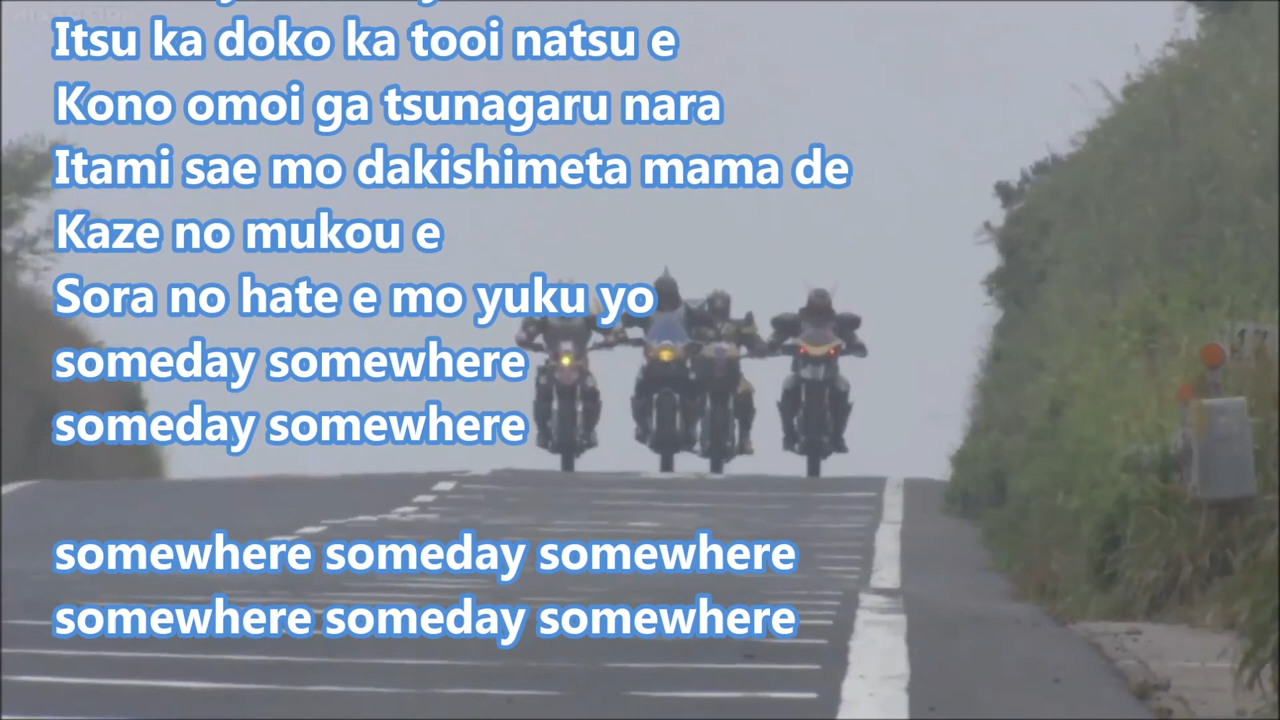 Itsu ka doko ka tooi natsu e
Kono omoi ga tsunagaru nara
Itami sae mo dakishimeta mama de
Kaze no mukou e
Sora no hate e mo yuku yo
someday somewhere
someday somewhere
somewhere someday somewhere
somewhere someday somewhere